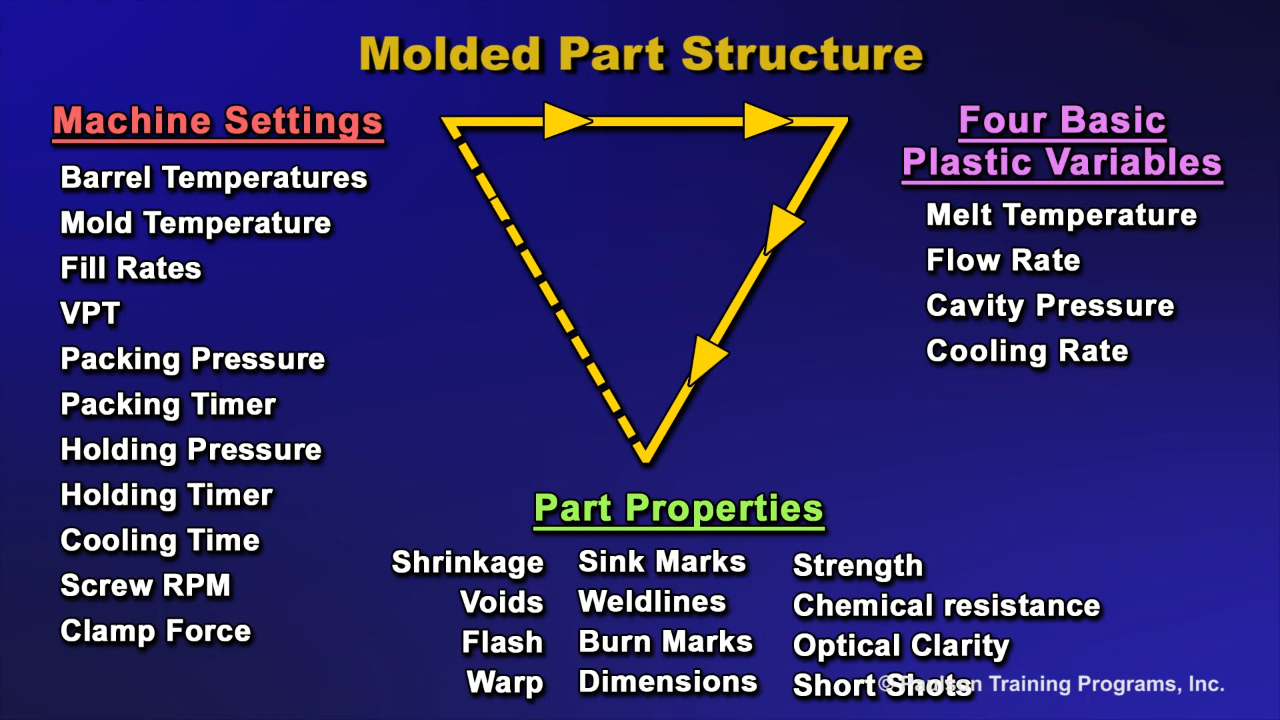 Molded Part Structure
Machine Settings
Barrel Temperatures
Mold Temperature
Fill Rates
VPT
Packing Pressure
Packing Timer
Holding Pressure
Holding Timer
Cooling Time
Screw RPM
Clamp Force
Four Basic
Plastic Variables
Melt Temperature
Flow Rate
Cavity Pressure
Cooling Rate
Part Properties
Shrinkage
Voids
Flash
Warp
Sink Marks
Weldlines
Burn Marks
Dimensions
Strength
Chemical resistance
Optical Clarity
Short Shots
© Paulson Training Programs, Inc.